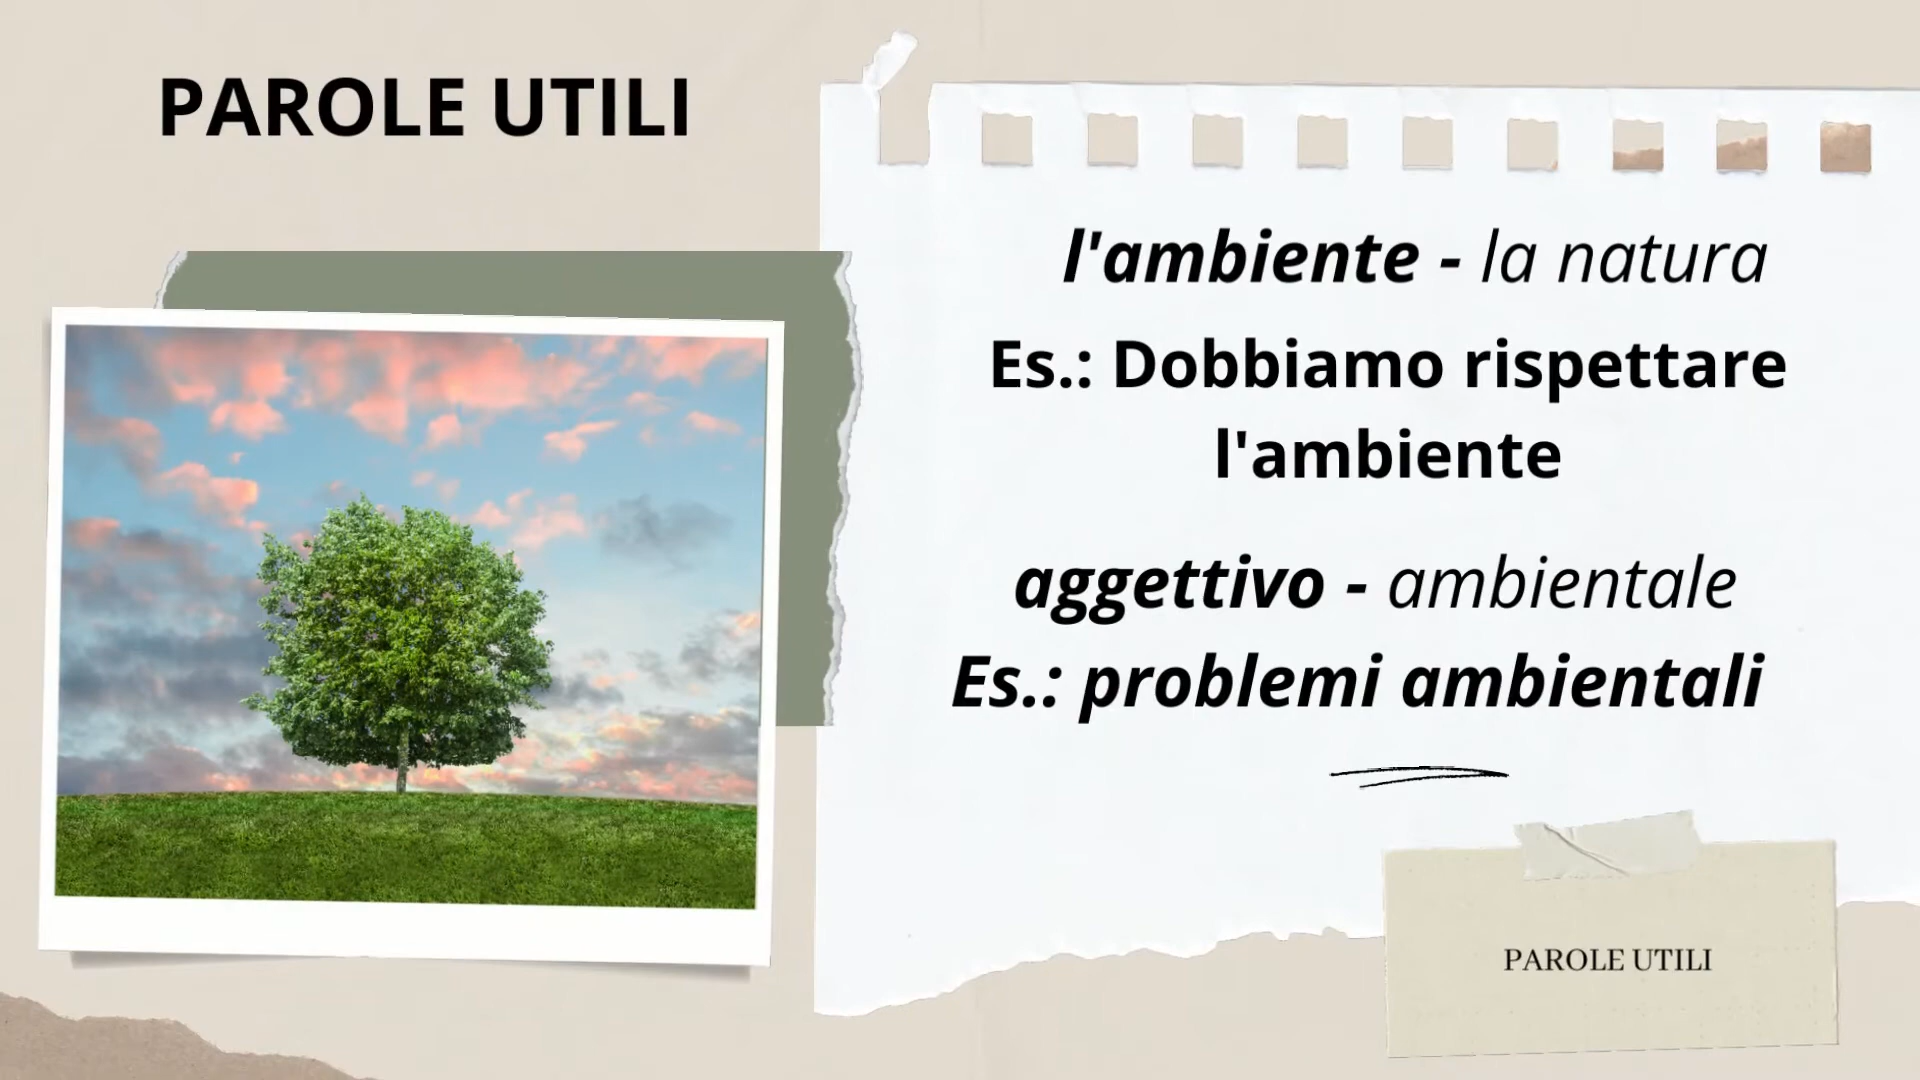 PAROLE UTILI
l'ambiente - la natura
Es.: Dobbiamo rispettare
l'ambiente
aggettivo - ambientale
Es.: problemi ambientali
PAROLE UTILI